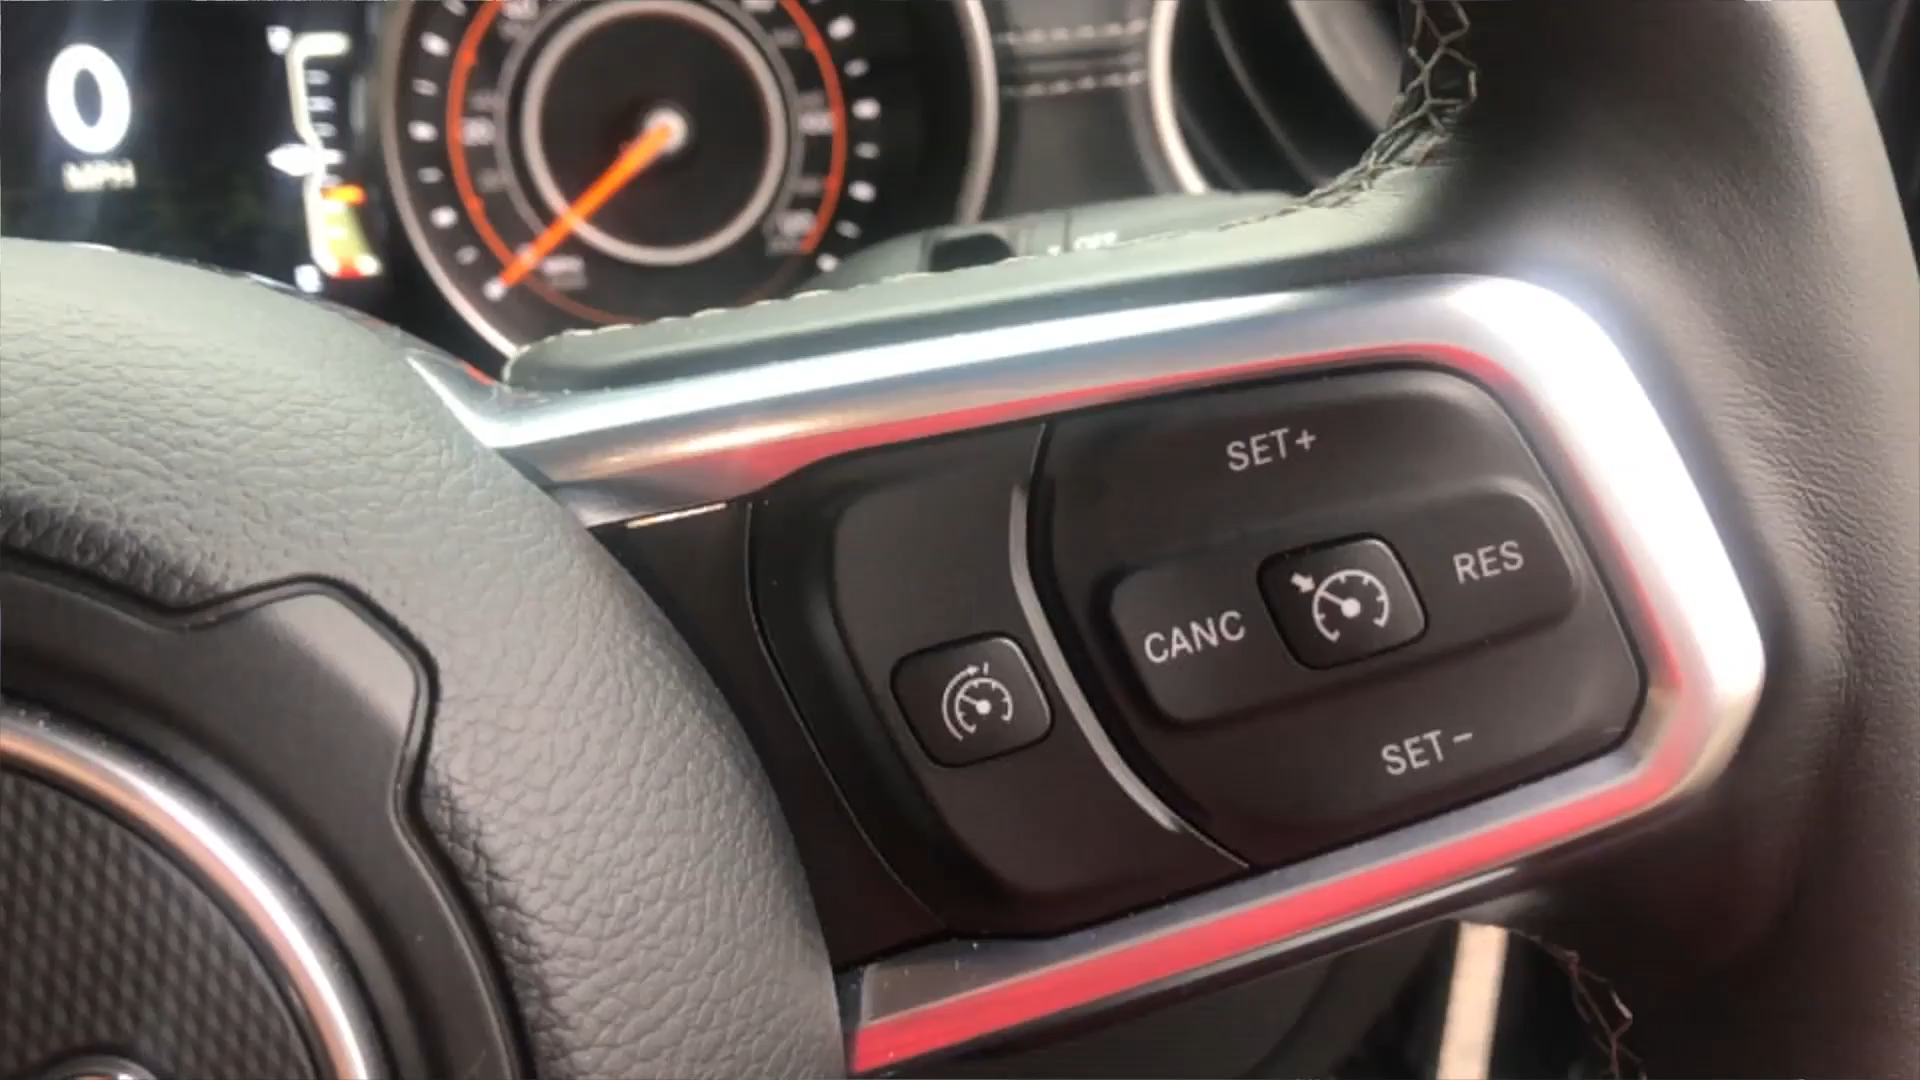 0
MPH
SET+
CANC
RES
SET-